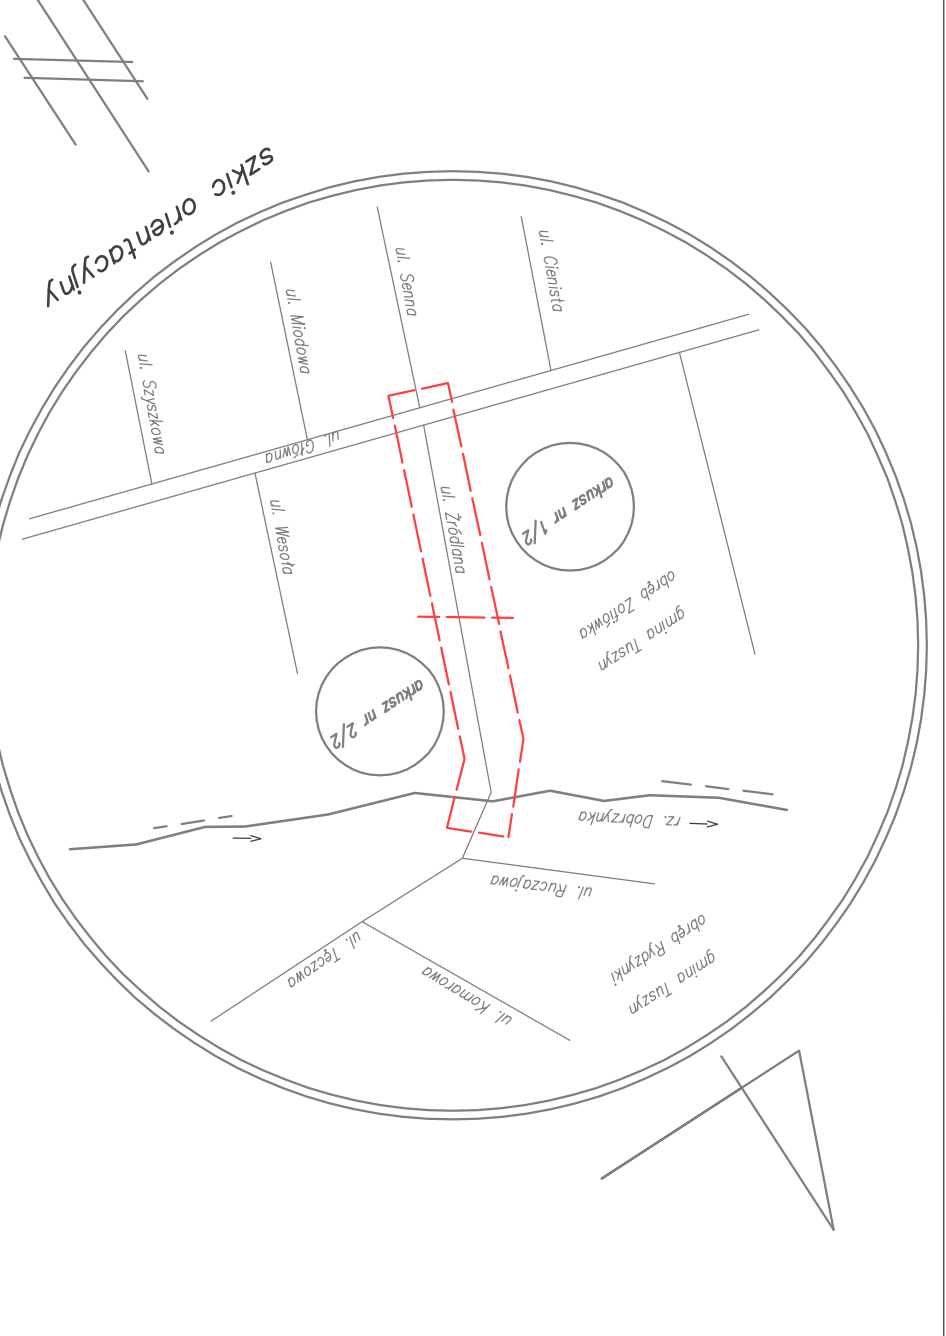 szkic orientacyjny
ul. Szyszkowa
ul. Miodowa
ul. Senna
ul. Cienista
ul. Główna
ul. Wesoła
ul. Źródlana
arkusz nr 1/2
obręb Zofiówka
gmina Tuszyn
arkusz nr 2/2
rz. Dobrzynka
ul. Ruczajowa
ul. Tęczowa
ul. Komarowa
obręb Rydzynki
gmina Tuszyn